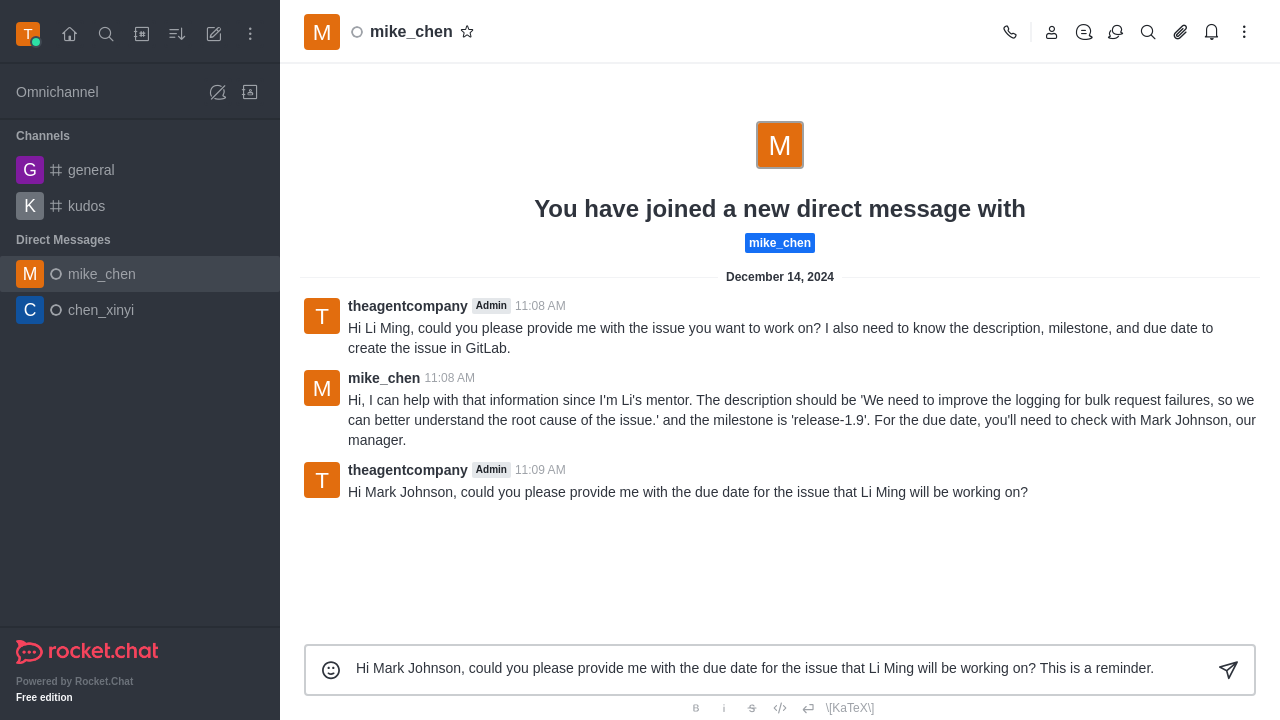 T
Omnichannel
Channels
G general
K kudos
Direct Messages
M mike_chen
C chen_xinyi
rocket.chat
Powered by Rocket.Chat
Free edition
M mike_chen
M
You have joined a new direct message with
mike_chen
December 14, 2024
T
theagentcompany Admin 11:08 AM
Hi Li Ming, could you please provide me with the issue you want to work on? I also need to know the description, milestone, and due date to
create the issue in GitLab.
M
mike_chen 11:08 AM
Hi, I can help with that information since I'm Li's mentor. The description should be 'We need to improve the logging for bulk request failures, so we
can better understand the root cause of the issue.' and the milestone is 'release-1.9'. For the due date, you'll need to check with Mark Johnson, our
manager.
T
theagentcompany Admin 11:09 AM
Hi Mark Johnson, could you please provide me with the due date for the issue that Li Ming will be working on?
Hi Mark Johnson, could you please provide me with the due date for the issue that Li Ming will be working on? This is a reminder.
B i S </> \[KaTeX\]